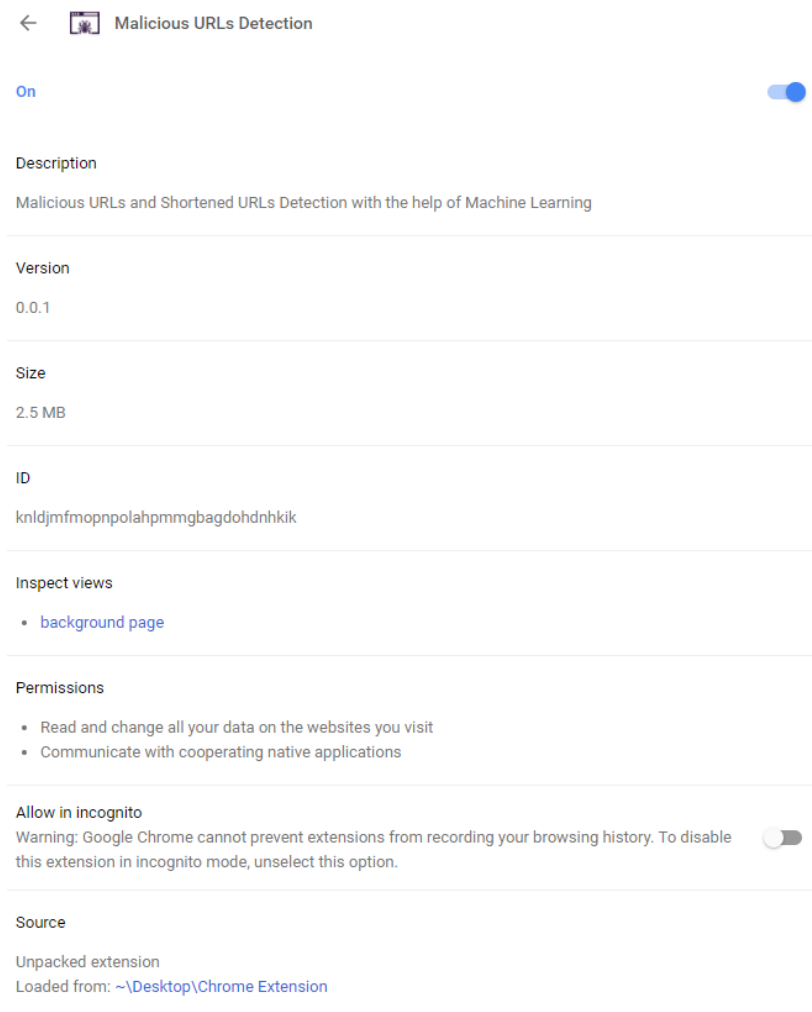 Malicious URLs Detection
On
Description
Malicious URLs and Shortened URLs Detection with the help of Machine Learning
Version
0.0.1
Size
2.5 MB
ID
knldjmfmopnpolahpmmgbagdohdnhkik
Inspect views
background page
Permissions
Read and change all your data on the websites you visit
Communicate with cooperating native applications
Allow in incognito
Warning: Google Chrome cannot prevent extensions from recording your browsing history. To disable
this extension in incognito mode, unselect this option.
Source
Unpacked extension
Loaded from: ~\Desktop\Chrome Extension